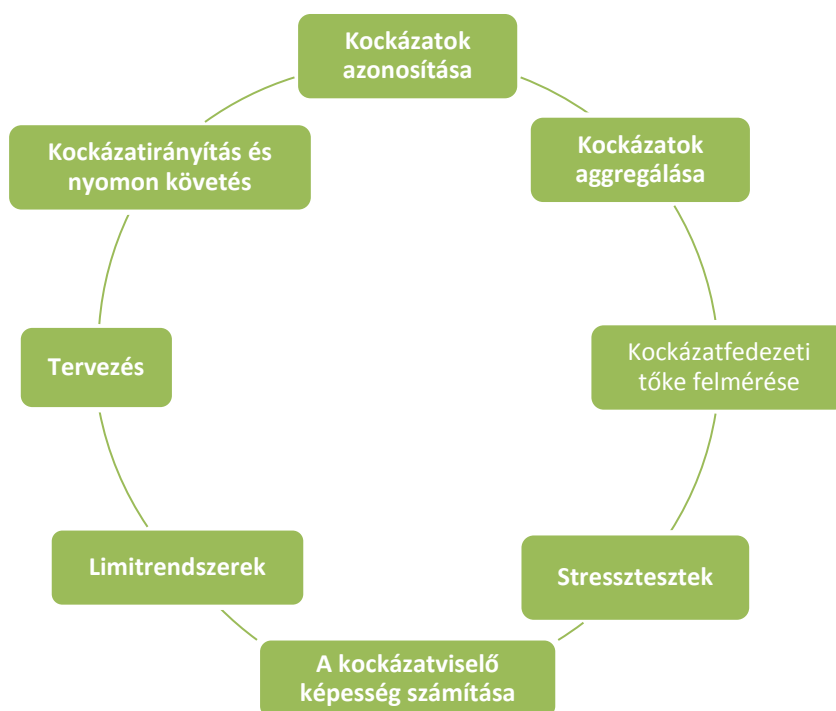 Kockázatok
azonosítása
Kockázatok
aggregálása
Kockázatfedezeti
tőke felmérése
Stressztesztek
A kockázatviselő
képesség számítása
Limitrendszerek
Tervezés
Kockázatirányítás és
nyomon követés